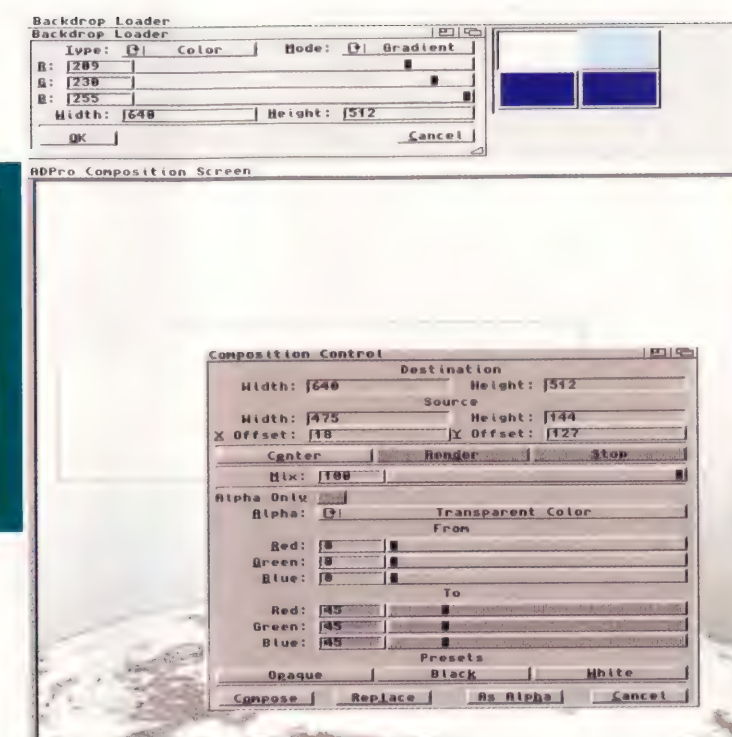 Backdrop Loader
Backdrop Loader
Type: Color Mode: Gradient
R: 209
G: 230
B: 255
Width: 640 Height: 512
OK Cancel
ADPro Composition Screen
Composition Control
Destination
Width: 640 Height: 512
Source
Width: 475 Height: 144
X Offset: 18 Y Offset: 127
Center Render Stop
Mix: 100
Alpha Only
Alpha: Transparent Color
From
Red: 0
Green: 0
Blue: 0
To
Red: 45
Green: 45
Blue: 45
Presets
Opaque Black White
Compose Replace As Alpha Cancel